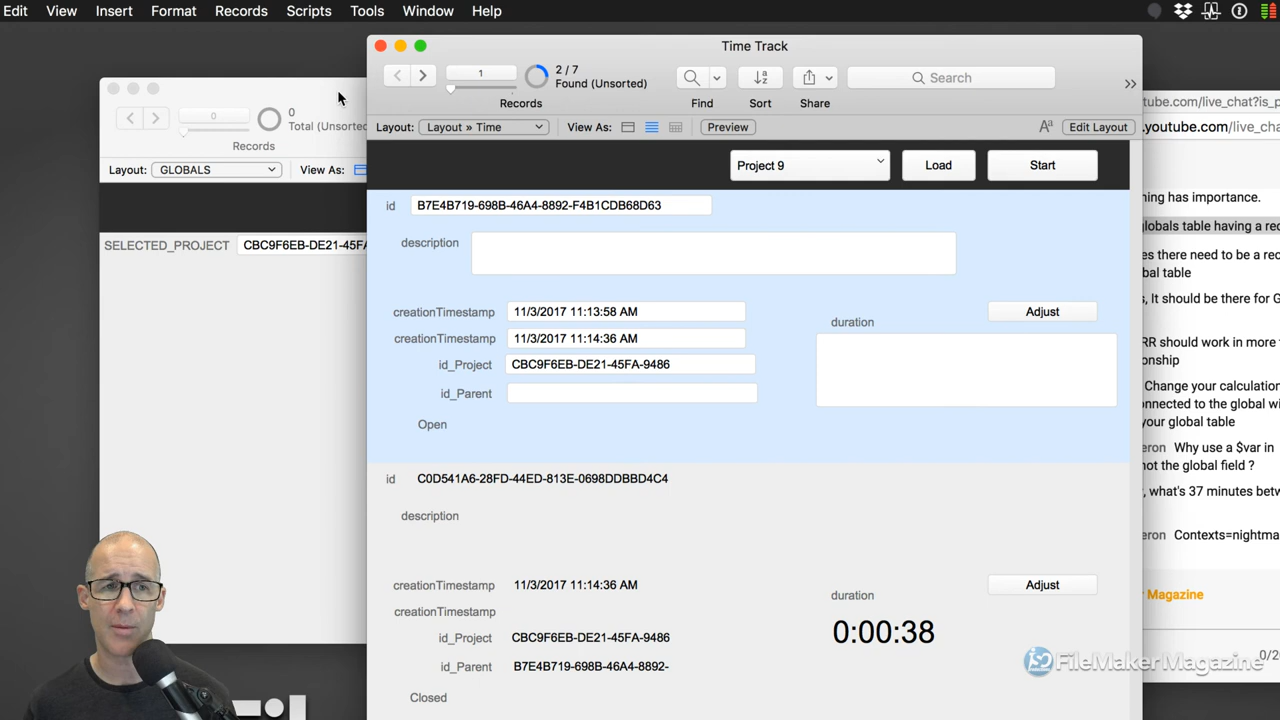 Edit View Insert Format Records Scripts Tools Window Help
Time Track
1
2 / 7
Found (Unsorted)
Records
Find
Sort
Share
Search
Layout: Layout » Time
View As:
Preview
Edit Layout
0
0
Total (Unsorted
Records
Layout: GLOBALS
View As:
SELECTED_PROJECT CBC9F6EB-DE21-45FA
Project 9
Load
Start
id B7E4B719-698B-46A4-8892-F4B1CDB68D63
description
creationTimestamp 11/3/2017 11:13:58 AM
Adjust
duration
creationTimestamp 11/3/2017 11:14:36 AM
id_Project CBC9F6EB-DE21-45FA-9486
id_Parent
Open
id C0D541A6-28FD-44ED-813E-0698DDBBD4C4
description
creationTimestamp 11/3/2017 11:14:36 AM
Adjust
duration
creationTimestamp
0:00:38
id_Project CBC9F6EB-DE21-45FA-9486
id_Parent B7E4B719-698B-46A4-8892-
Closed
tube.com/live_chat?is_p
.youtube.com/live_cha
ning has importance.
globals table having a rec
es there need to be a rec
bal table
s, It should be there for G
RR should work in more
onship
Change your calculation
onnected to the global wi
your global table
eron Why use a $var in
not the global field ?
, what's 37 minutes betw
eron Contexts=nightma
r Magazine
0/20
FileMakerMagazine